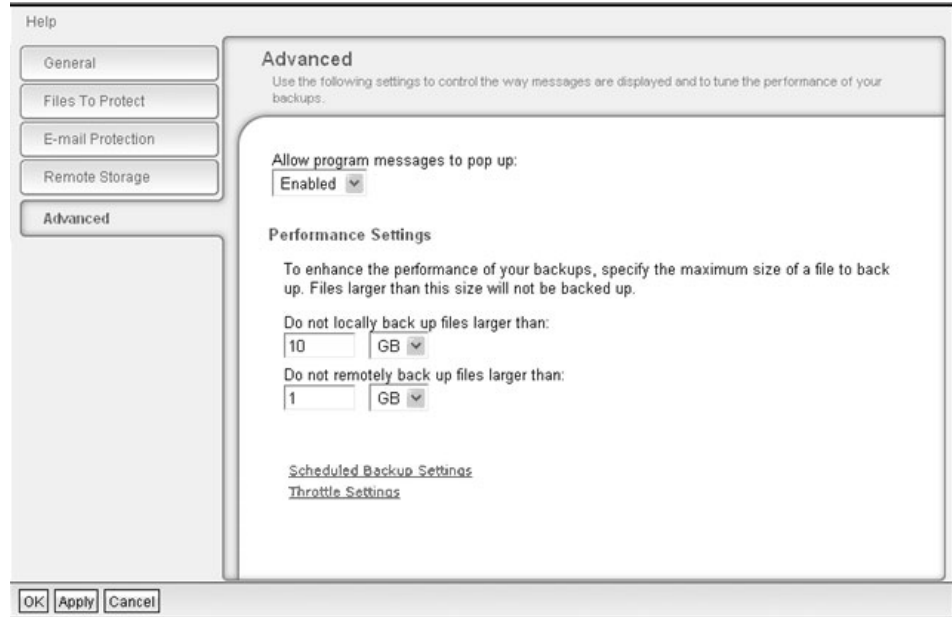 Help
General
Files To Protect
E-mail Protection
Remote Storage
Advanced
Advanced
Use the following settings to control the way messages are displayed and to tune the performance of your
backups.
Allow program messages to pop up:
Enabled
Performance Settings
To enhance the performance of your backups, specify the maximum size of a file to back
up. Files larger than this size will not be backed up.
Do not locally back up files larger than:
10 GB
Do not remotely back up files larger than:
1 GB
Scheduled Backup Settings
Throttle Settings
OK Apply Cancel